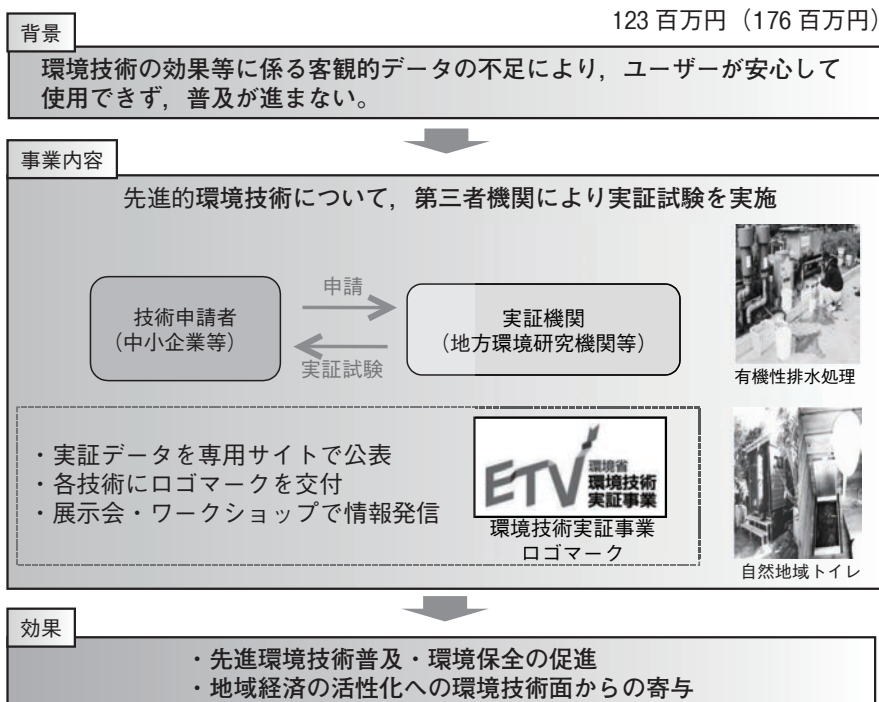 123 百万円（176 百万円）
背景
環境技術の効果等に係る客観的データの不足により，ユーザーが安心して
使用できず，普及が進まない。
事業内容
先進的環境技術について，第三者機関により実証試験を実施
申請
技術申請者
（中小企業等）
実証機関
（地方環境研究機関等）
実証試験
有機性排水処理
・実証データを専用サイトで公表
・各技術にロゴマークを交付
・展示会・ワークショップで情報発信
ETV
環境省
環境技術
実証事業
環境技術実証事業
ロゴマーク
自然地域トイレ
効果
・先進環境技術普及・環境保全の促進
・地域経済の活性化への環境技術面からの寄与